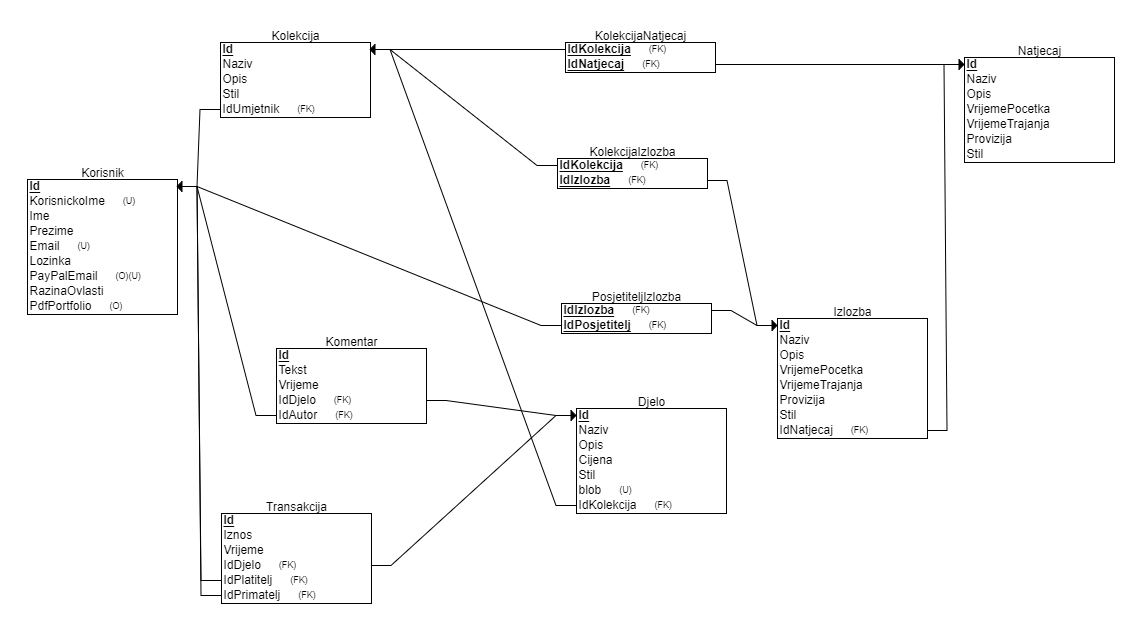 Kolekcija
Id
Naziv
Opis
Stil
IdUmjetnik (FK)
KolekcijaNatjecaj
IdKolekcija (FK)
IdNatjecaj (FK)
Natjecaj
Id
Naziv
Opis
VrijemePocetka
VrijemeTrajanja
Provizija
Stil
KolekcijaIzlozba
IdKolekcija (FK)
IdIzlozba (FK)
Korisnik
Id
KorisnickoIme (U)
Ime
Prezime
Email (U)
Lozinka
PayPalEmail (O)(U)
RazinaOvlasti
PdfPortfolio (O)
PosjetiteljIzlozba
IdIzlozba (FK)
IdPosjetitelj (FK)
Izlozba
Id
Naziv
Opis
VrijemePocetka
VrijemeTrajanja
Provizija
Stil
IdNatjecaj (FK)
Komentar
Id
Tekst
Vrijeme
IdDjelo (FK)
IdAutor (FK)
Djelo
Id
Naziv
Opis
Cijena
Stil
blob (U)
IdKolekcija (FK)
Transakcija
Id
Iznos
Vrijeme
IdDjelo (FK)
IdPlatitelj (FK)
IdPrimatelj (FK)